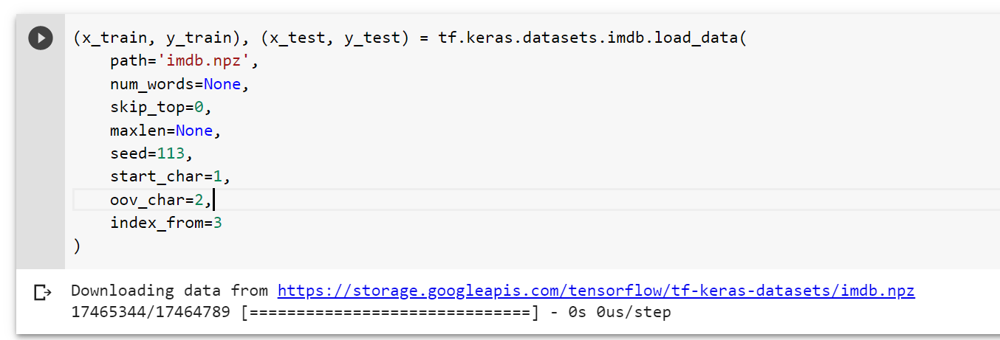 (x_train, y_train), (x_test, y_test) = tf.keras.datasets.imdb.load_data(
    path='imdb.npz',
    num_words=None,
    skip_top=0,
    maxlen=None,
    seed=113,
    start_char=1,
    oov_char=2,
    index_from=3
)
Downloading data from https://storage.googleapis.com/tensorflow/tf-keras-datasets/imdb.npz
17465344/17464789 [==============================] - 0s 0us/step